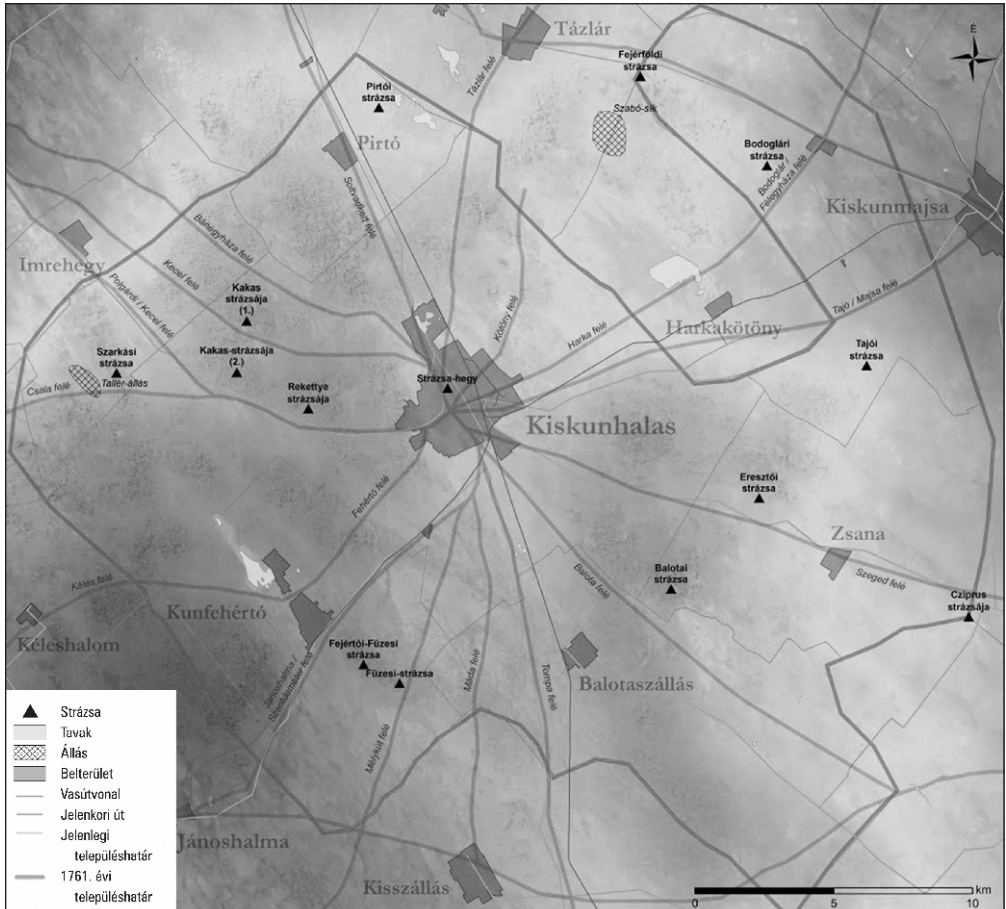 Tázlár
É
Fejérföldi
strázsa
Tázlár felé
Pirtói
strázsa
Szabó-sík
Pirtó
Bodoglári
strázsa
Bodoglár /
Félegyháza felé
Kiskunmajsa
Soltvadkert felé
Bánegyháza felé
Imrehegy
Kecel felé
Polgárdi / Kecel felé
Kakas
strázsája
(1.)
Kötöny felé
Harka felé
Harkakötöny
Tajó / Majsa felé
Szarkási
strázsa
Kakas-strázsája
(2.)
Tajói
strázsa
Tallér-állás
Csala felé
Rekettye
strázsája
Strázsa-hegy
Kiskunhalas
Eresztői
strázsa
Fehértó felé
Zsana
Balota felé
Szeged felé
Balotai
strázsa
Kéles felé
Kunfehértó
Cziprus
strázsája
Kéleshalom
Fejértói-Füzesi
strázsa
Füzesi-strázsa
Jánoshalma /
Máda felé
Tompa felé
Balotaszállás
Mélykút felé
Strázsa
Tavak
Állás
Belterület
Vasútvonal
Jelenkori út
Jelenlegi
településhatár
1761. évi
településhatár
Jánoshalma
Kisszállás
km
0
5
10